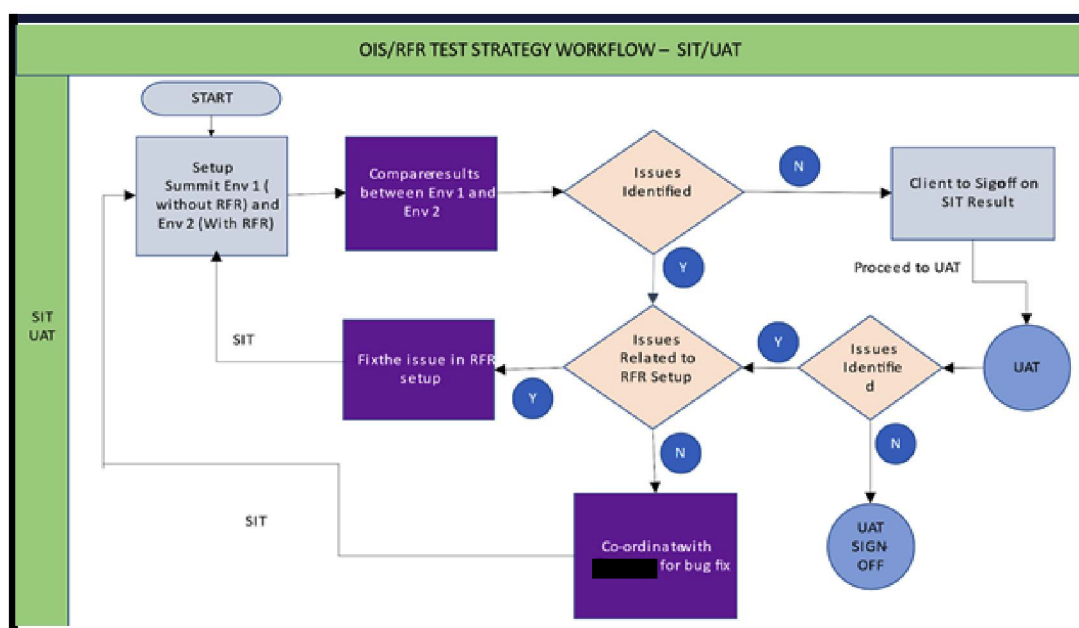 OIS/RFR TEST STRATEGY WORKFLOW – SIT/UAT
START
Setup
Summit Env 1 (
without RFR) and
Env 2 (With RFR)
Compareresults
between Env 1 and
Env 2
Issues
Identified
N
Client to Signoff on
SIT Result
Y
Proceed to UAT
SIT
UAT
SIT
Fixthe issue in RFR
setup
Y
Issues
Related to
RFR Setup
Y
Issues
Identifie
d
UAT
N
N
SIT
Co-ordinatewith
for bug fix
UAT
SIGN-
OFF